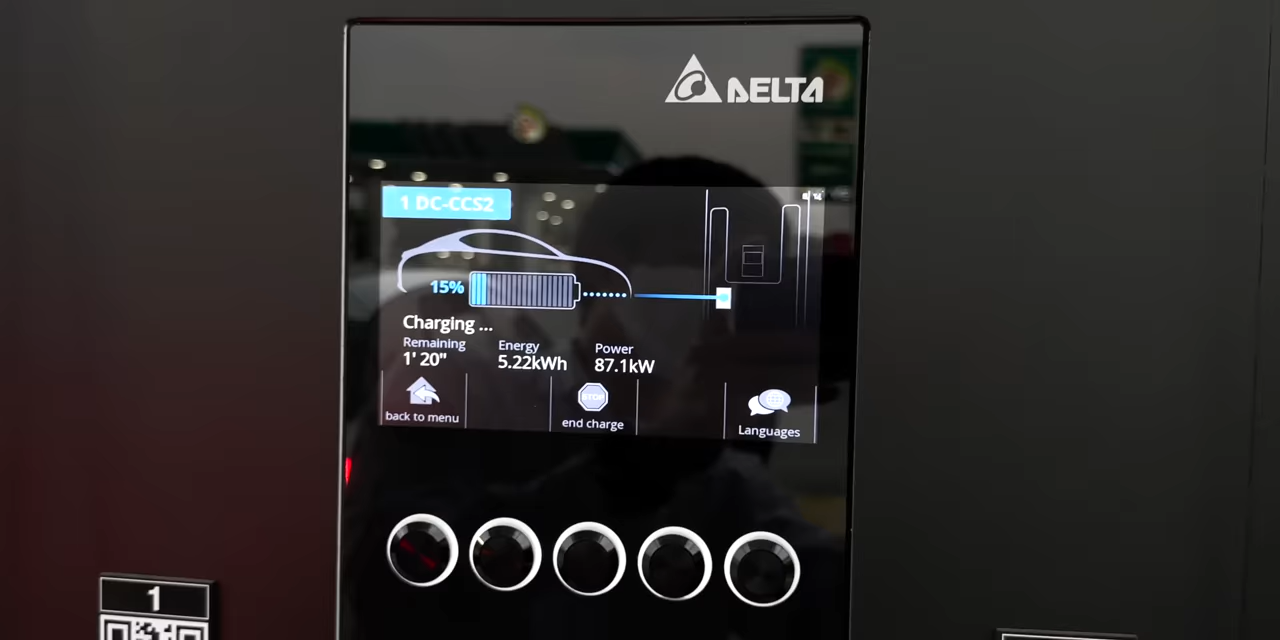 DELTA
1 DC-CCS2
15%
Charging ...
Remaining
1' 20"
Energy
5.22kWh
Power
87.1kW
back to menu
STOP
end charge
Languages
1